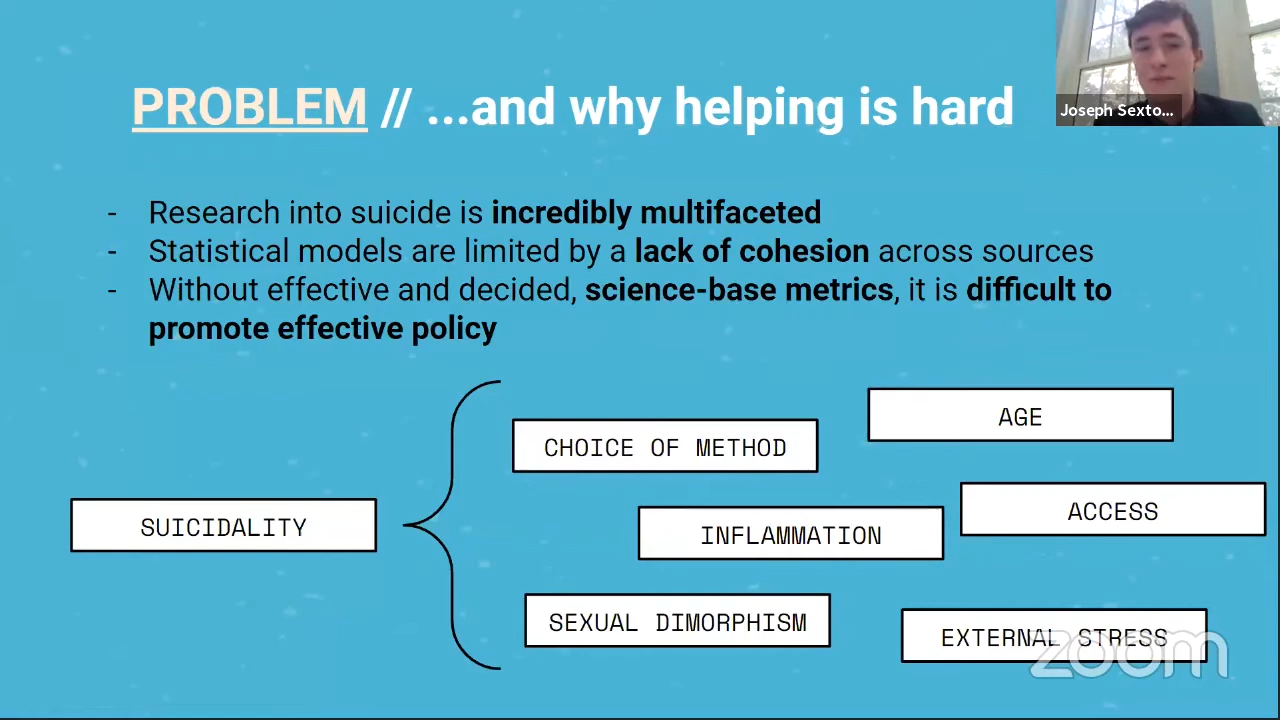 PROBLEM // ...and why helping is hard
Joseph Sexto...
- Research into suicide is incredibly multifaceted
- Statistical models are limited by a lack of cohesion across sources
- Without effective and decided, science-base metrics, it is difficult to
promote effective policy
AGE
CHOICE OF METHOD
ACCESS
SUICIDALITY
INFLAMMATION
SEXUAL DIMORPHISM
EXTERNAL STRESS
zoom